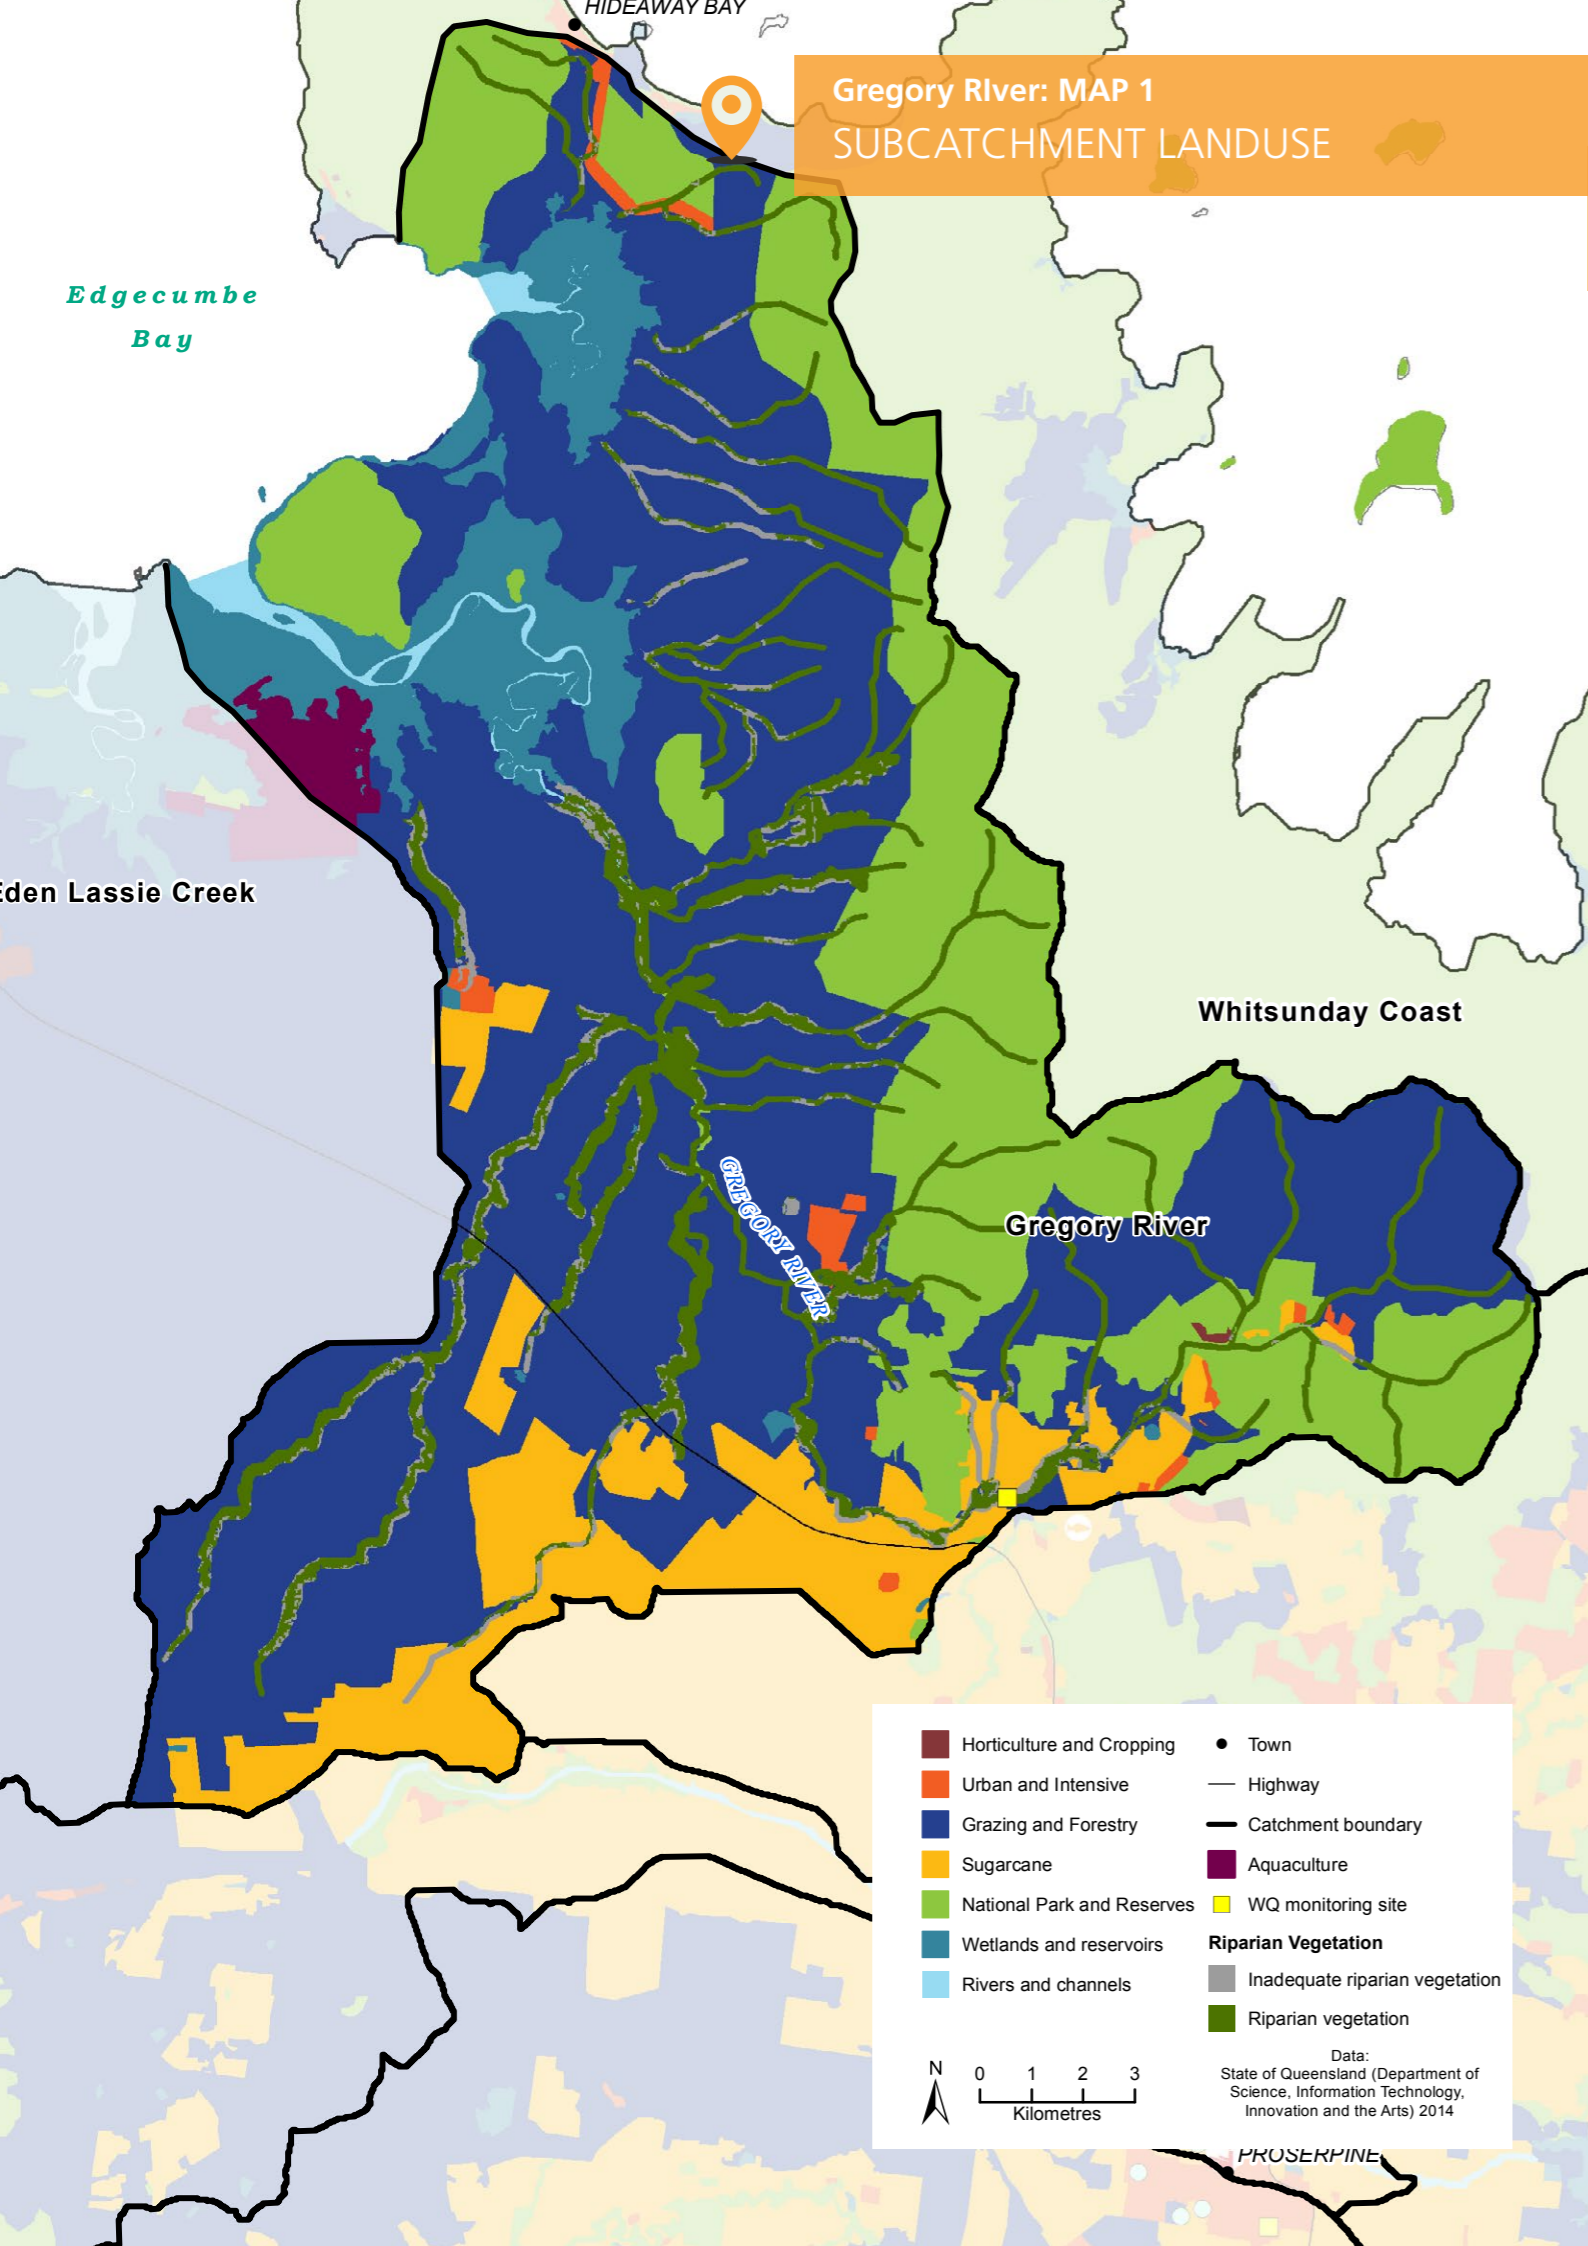 HIDEAWAY BAY
Gregory RIver: MAP 1
SUBCATCHMENT LANDUSE
Edgecumbe
Bay
Eden Lassie Creek
Whitsunday Coast
GREGORY RIVER
Gregory River
Horticulture and Cropping
Urban and Intensive
Grazing and Forestry
Sugarcane
National Park and Reserves
Wetlands and reservoirs
Rivers and channels
Town
Highway
Catchment boundary
Aquaculture
WQ monitoring site
Riparian Vegetation
Inadequate riparian vegetation
Riparian vegetation
N
0 1 2 3
Kilometres
Data:
State of Queensland (Department of
Science, Information Technology,
Innovation and the Arts) 2014
PROSERPINE